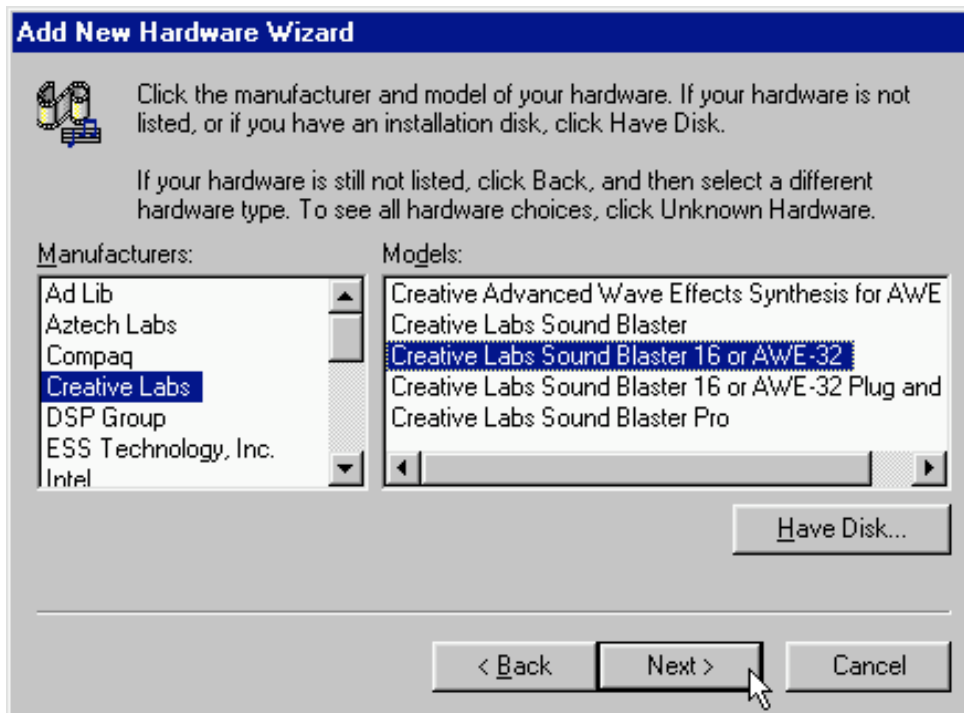 Add New Hardware Wizard
Click the manufacturer and model of your hardware. If your hardware is not
listed, or if you have an installation disk, click Have Disk.
If your hardware is still not listed, click Back, and then select a different
hardware type. To see all hardware choices, click Unknown Hardware.
Manufacturers:
Ad Lib
Aztech Labs
Compaq
Creative Labs
DSP Group
ESS Technology, Inc.
Intel
Models:
Creative Advanced Wave Effects Synthesis for AWE
Creative Labs Sound Blaster
Creative Labs Sound Blaster 16 or AWE-32
Creative Labs Sound Blaster 16 or AWE-32 Plug and
Creative Labs Sound Blaster Pro
Have Disk...
< Back
Next >
Cancel